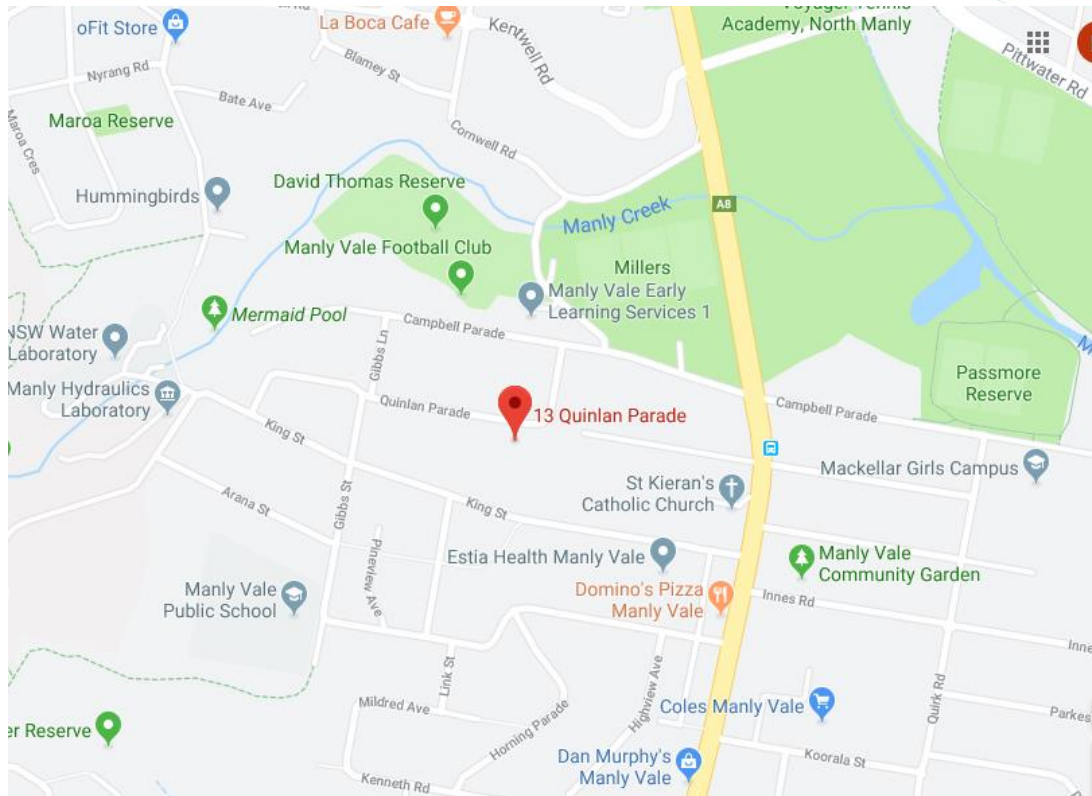 Voyager Tennis
Academy, North Manly
oFit Store
La Boca Cafe
Kentwell Rd
Pittwater Rd
Blamey St
Nyrang Rd
Bate Ave
Maroa Reserve
Maroa Cres
Cornwell Rd
Hummingbirds
David Thomas Reserve
A8
Manly Creek
Manly Vale Football Club
Millers
Manly Vale Early
Learning Services 1
Mermaid Pool
Campbell Parade
NSW Water
Laboratory
Gibbs Ln
Manly Hydraulics
Laboratory
Passmore
Reserve
Quinlan Parade
13 Quinlan Parade
Campbell Parade
King St
Mackellar Girls Campus
St Kieran's
Catholic Church
Arana St
Gibbs St
King St
Estia Health Manly Vale
Manly Vale
Community Garden
Pineview Ave
Manly Vale
Public School
Domino's Pizza
Manly Vale
Innes Rd
Inne
Link St
Highview Ave
Quirk Rd
Mildred Ave
Horning Parade
Coles Manly Vale
Parkes
er Reserve
Dan Murphy's
Manly Vale
Koorala St
Kenneth Rd